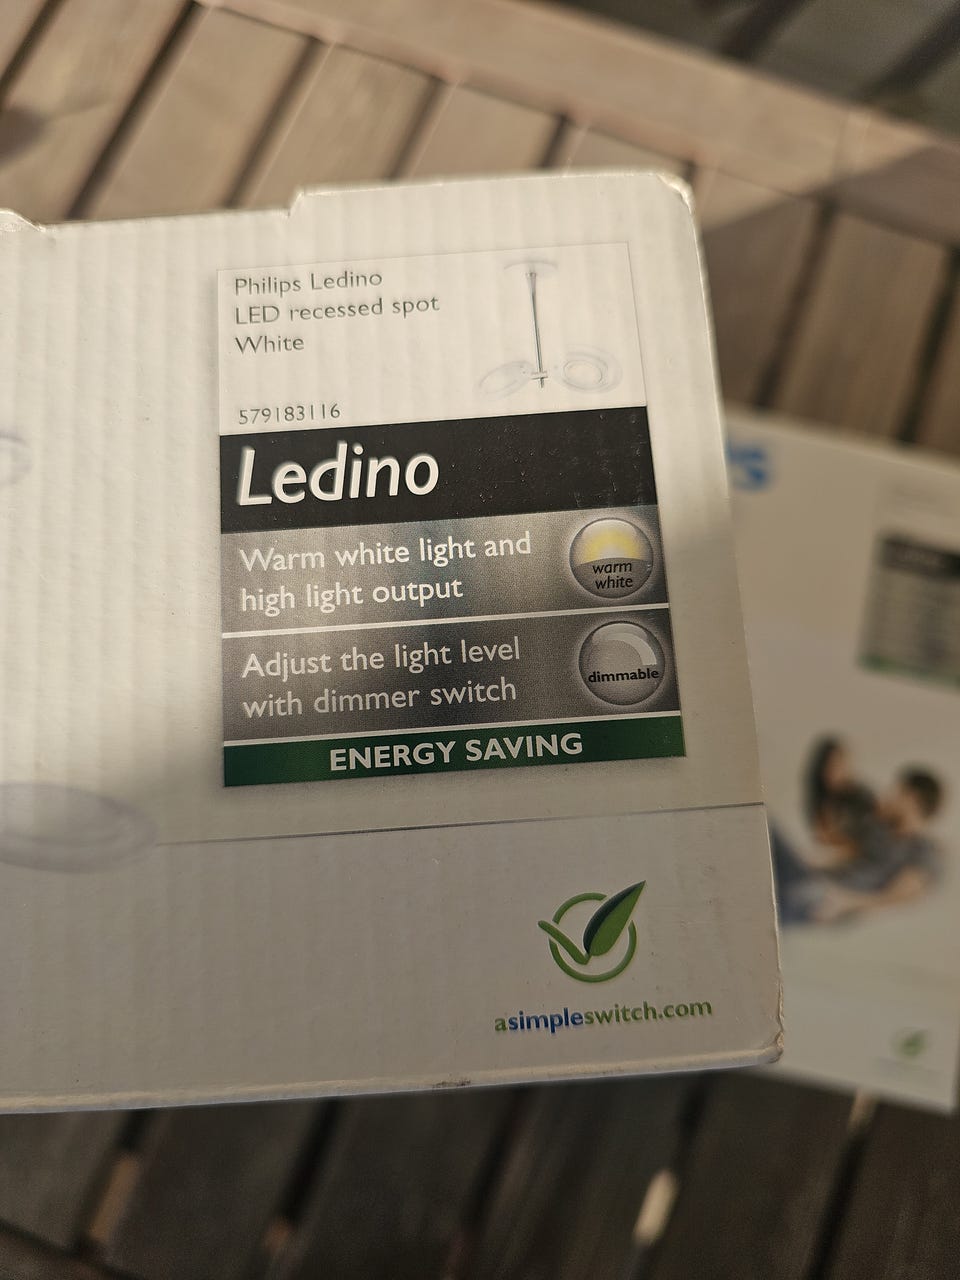 Philips Ledino
LED recessed spot
White
579183116
Ledino
Warm white light and
high light output
warm
white
Adjust the light level
with dimmer switch
dimmable
ENERGY SAVING
asimpleswitch.com